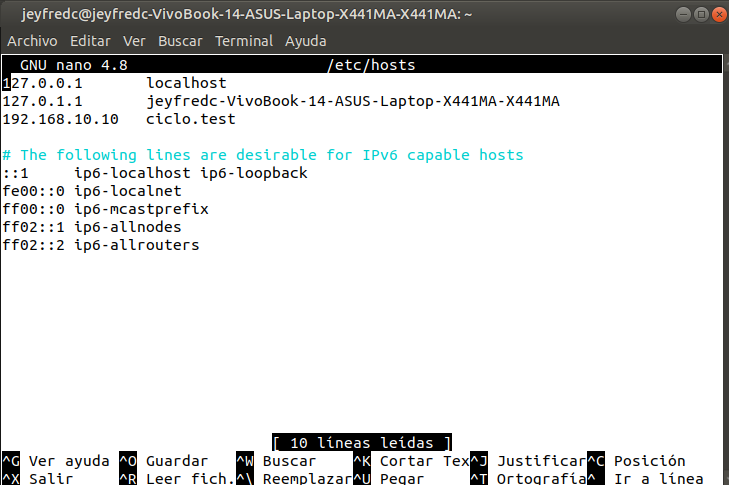 jeyfredc@jeyfredc-VivoBook-14-ASUS-Laptop-X441MA-X441MA: ~
Archivo Editar Ver Buscar Terminal Ayuda
GNU nano 4.8 /etc/hosts
127.0.0.1 localhost
127.0.1.1 jeyfredc-VivoBook-14-ASUS-Laptop-X441MA-X441MA
192.168.10.10 ciclo.test
# The following lines are desirable for IPv6 capable hosts
::1 ip6-localhost ip6-loopback
fe00::0 ip6-localnet
ff00::0 ip6-mcastprefix
ff02::1 ip6-allnodes
ff02::2 ip6-allrouters
[ 10 líneas leídas ]
^G Ver ayuda ^O Guardar ^W Buscar ^K Cortar Tex ^J Justificar ^C Posición
^X Salir ^R Leer fich. ^\ Reemplazar ^U Pegar ^T Ortografía ^_ Ir a línea